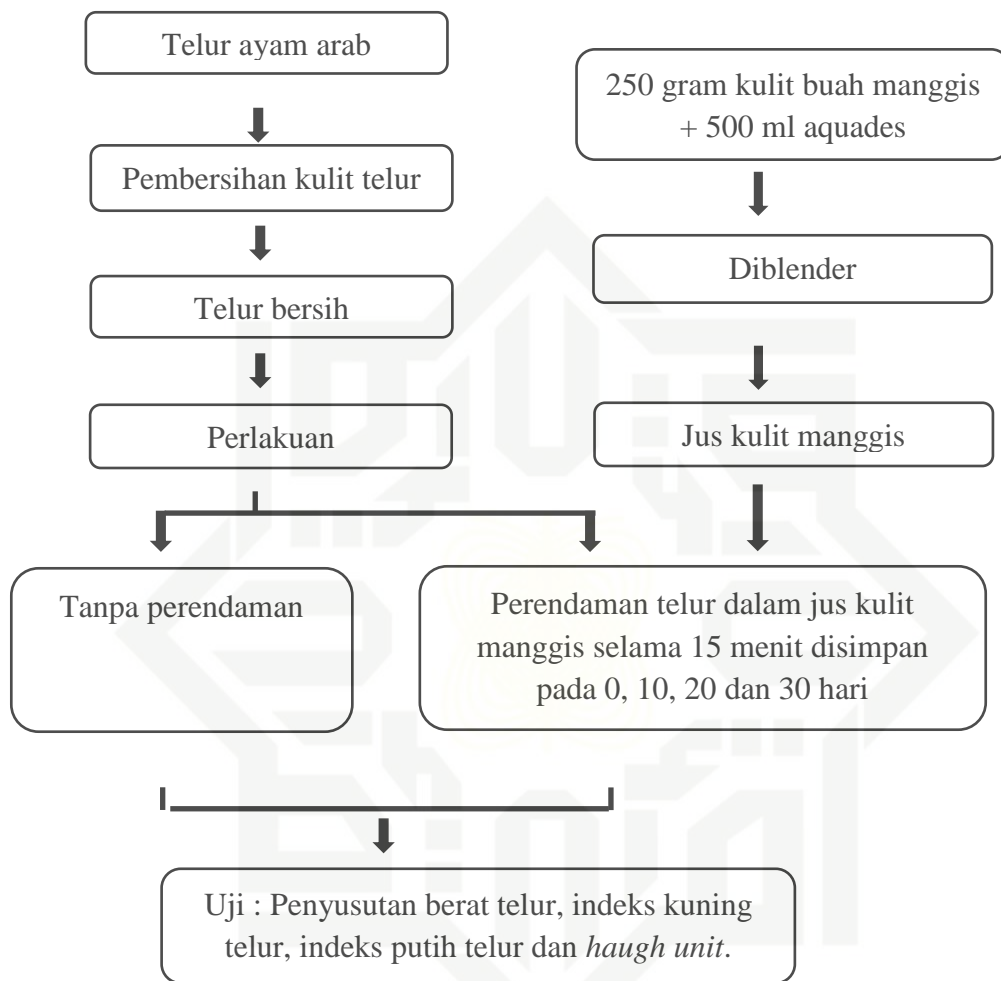 Telur ayam arab
Pembersihan kulit telur
Telur bersih
Perlakuan
250 gram kulit buah manggis
+ 500 ml aquades
Diblender
Jus kulit manggis
Tanpa perendaman
Perendaman telur dalam jus kulit
manggis selama 15 menit disimpan
pada 0, 10, 20 dan 30 hari
Uji : Penyusutan berat telur, indeks kuning
telur, indeks putih telur dan haugh unit.